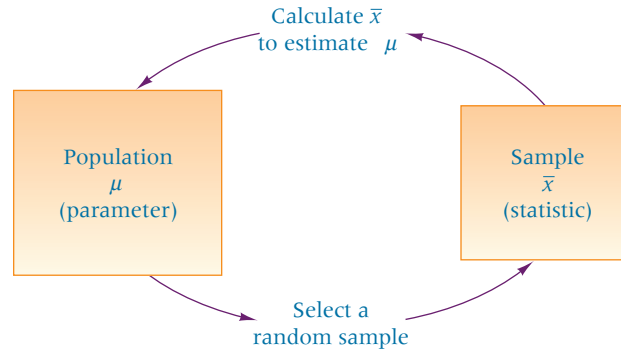 Calculate x̄
to estimate μ
Population
μ
(parameter)
Sample
x̄
(statistic)
Select a
random sample